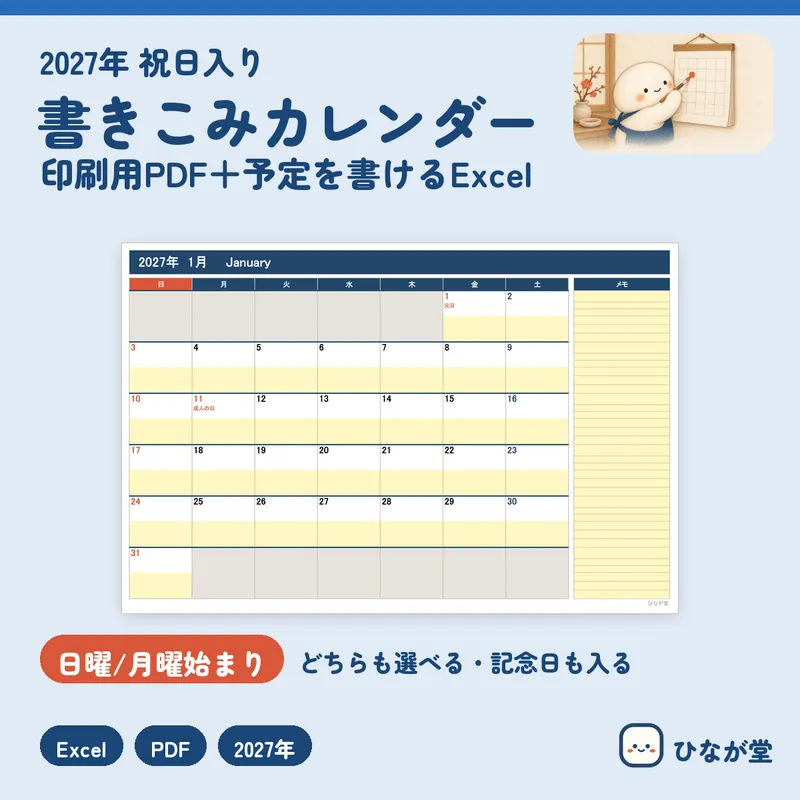 2027年 祝日入り
書きこみカレンダー
印刷用PDF＋予定を書けるExcel
2027年 1月 January
日 月 火 水 木 金 土 メモ
1 2
元日
3 4 5 6 7 8 9
10 11 12 13 14 15 16
成人の日
17 18 19 20 21 22 23
24 25 26 27 28 29 30
31
ひなが堂
日曜/月曜始まり どちらも選べる・記念日も入る
Excel PDF 2027年 ひなが堂